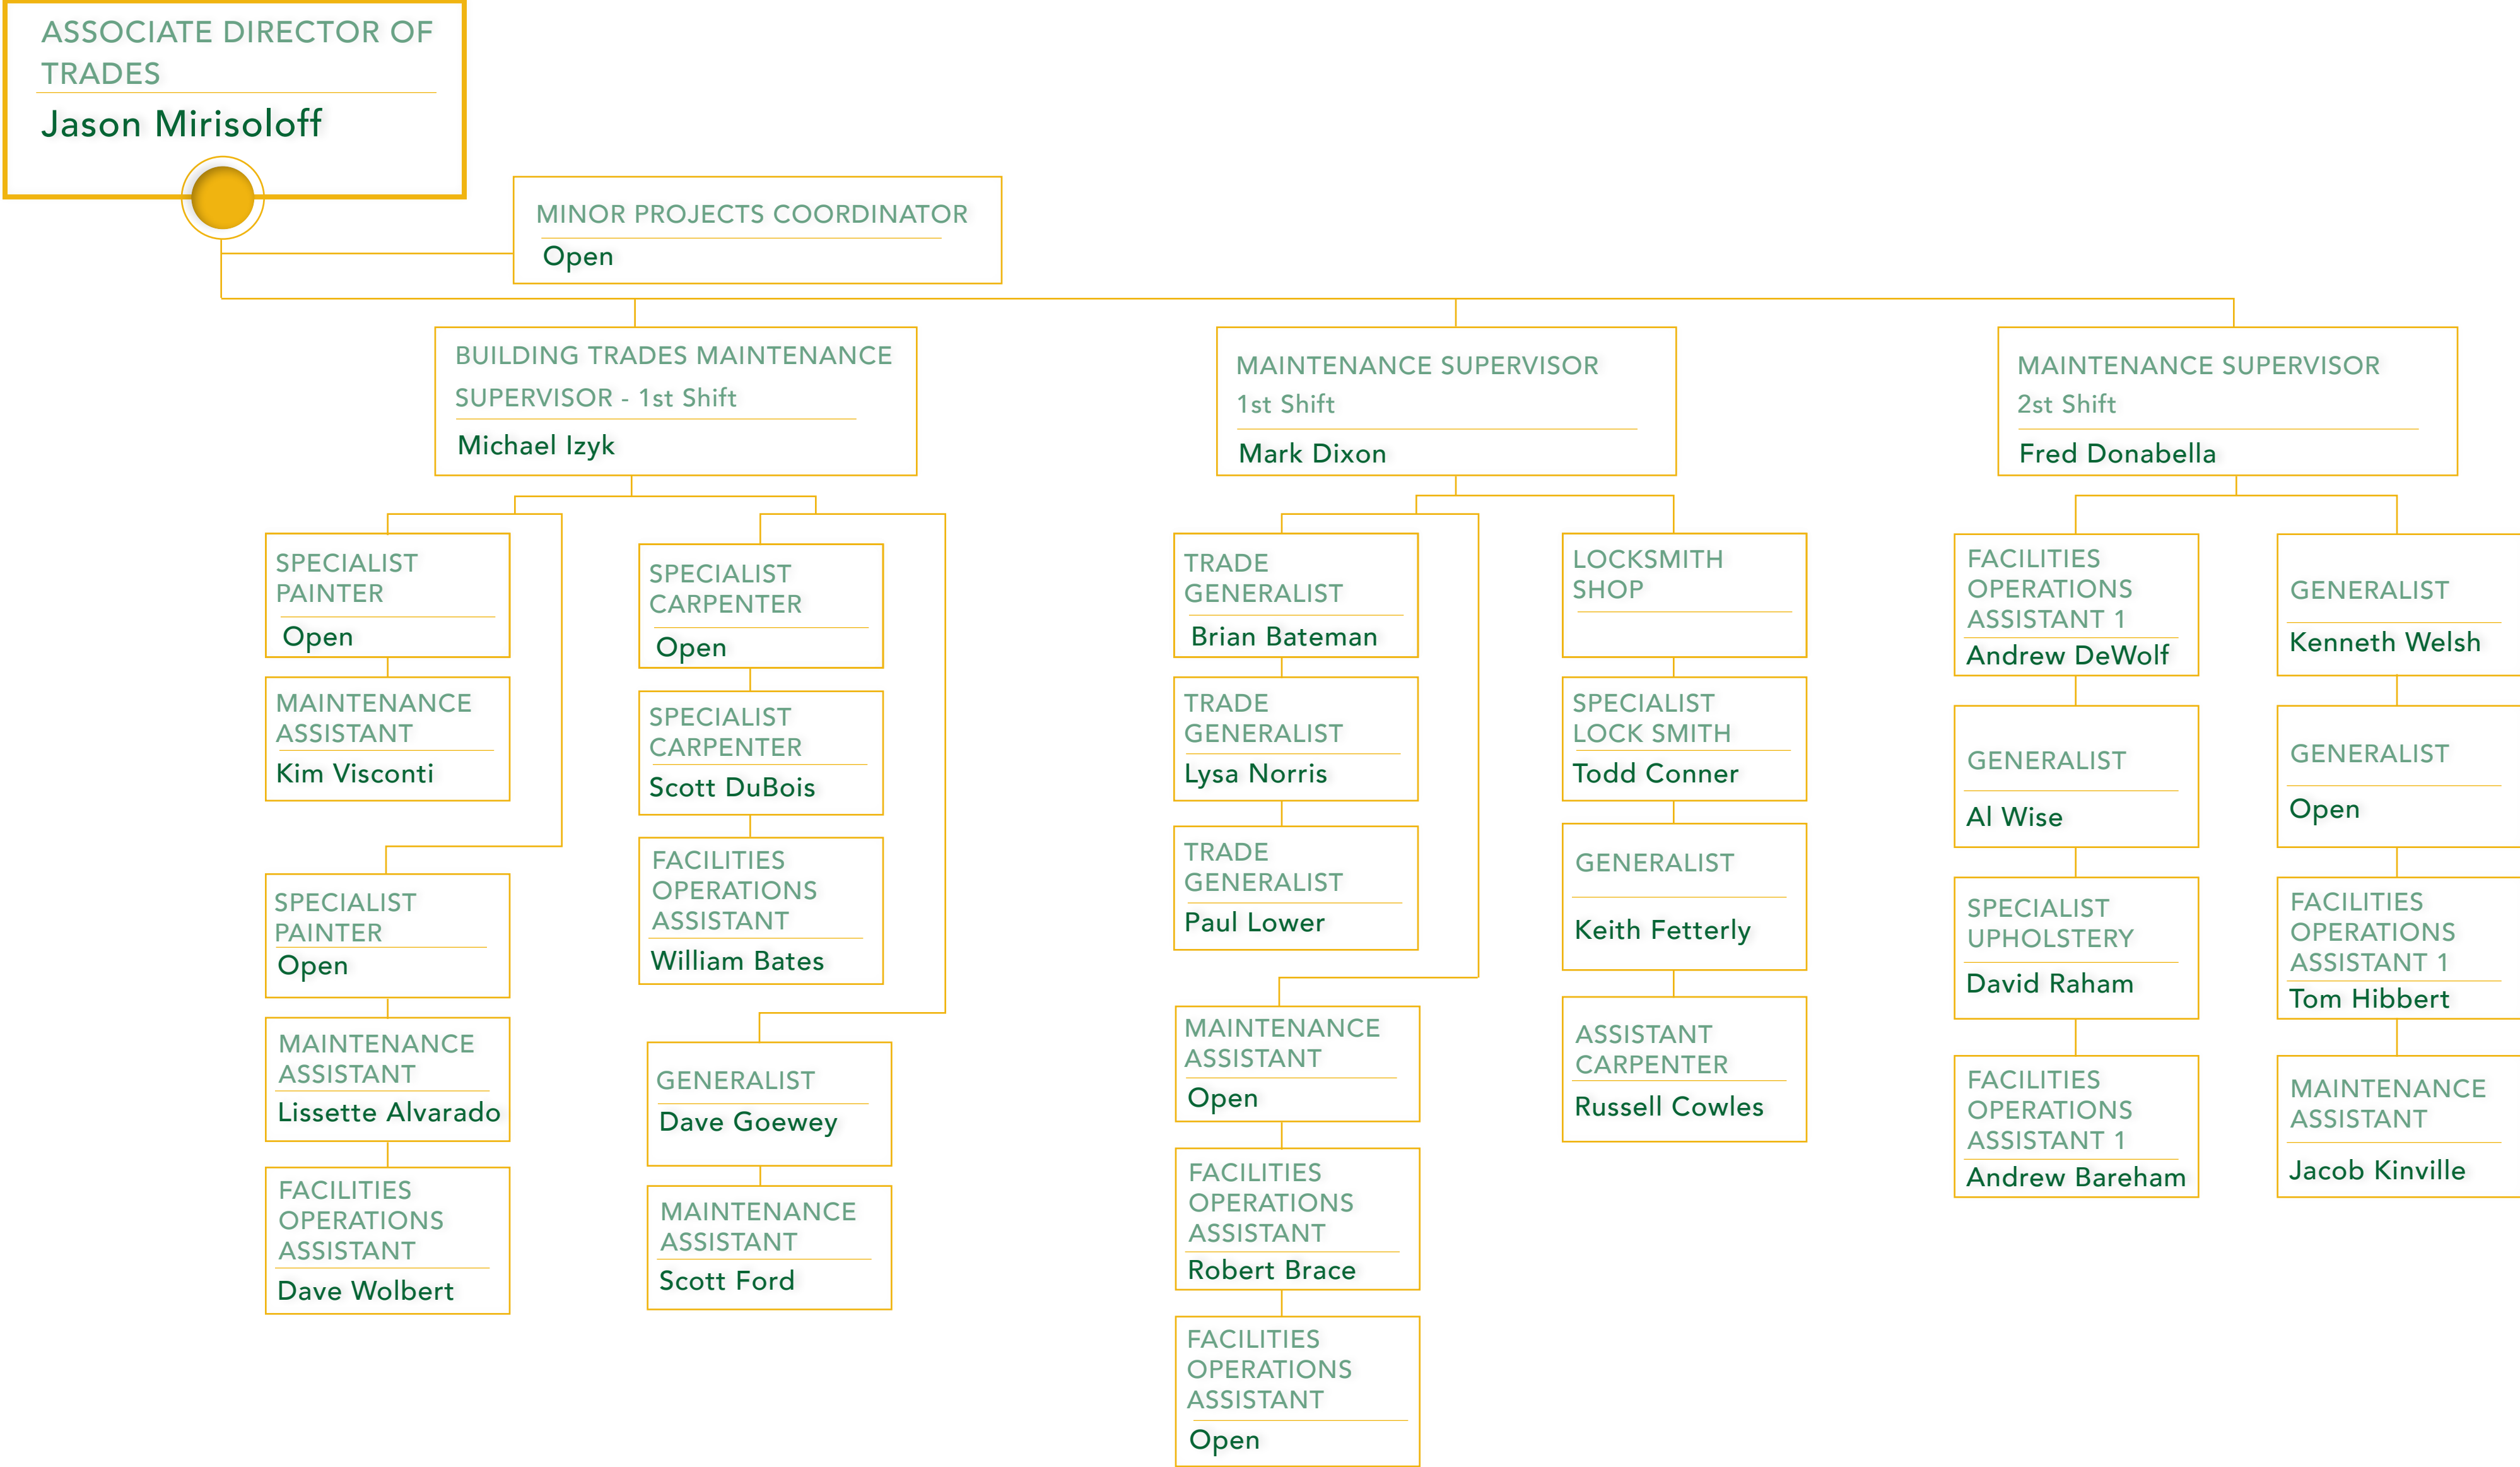 ASSOCIATE DIRECTOR OF
TRADES
Jason Mirisoloff
MINOR PROJECTS COORDINATOR
Open
BUILDING TRADES MAINTENANCE
SUPERVISOR - 1st Shift
Michael Izyk
MAINTENANCE SUPERVISOR
1st Shift
Mark Dixon
MAINTENANCE SUPERVISOR
2st Shift
Fred Donabella
SPECIALIST
PAINTER
Open
MAINTENANCE
ASSISTANT
Kim Visconti
SPECIALIST
PAINTER
Open
MAINTENANCE
ASSISTANT
Lissette Alvarado
FACILITIES
OPERATIONS
ASSISTANT
Dave Wolbert
SPECIALIST
CARPENTER
Open
SPECIALIST
CARPENTER
Scott DuBois
FACILITIES
OPERATIONS
ASSISTANT
William Bates
GENERALIST
Dave Goewey
MAINTENANCE
ASSISTANT
Scott Ford
TRADE
GENERALIST
Brian Bateman
TRADE
GENERALIST
Lysa Norris
TRADE
GENERALIST
Paul Lower
MAINTENANCE
ASSISTANT
Open
FACILITIES
OPERATIONS
ASSISTANT
Robert Brace
FACILITIES
OPERATIONS
ASSISTANT
Open
LOCKSMITH
SHOP
SPECIALIST
LOCK SMITH
Todd Conner
GENERALIST
Keith Fetterly
ASSISTANT
CARPENTER
Russell Cowles
FACILITIES
OPERATIONS
ASSISTANT 1
Andrew DeWolf
GENERALIST
Al Wise
SPECIALIST
UPHOLSTERY
David Raham
FACILITIES
OPERATIONS
ASSISTANT 1
Andrew Bareham
GENERALIST
Kenneth Welsh
GENERALIST
Open
FACILITIES
OPERATIONS
ASSISTANT 1
Tom Hibbert
MAINTENANCE
ASSISTANT
Jacob Kinville